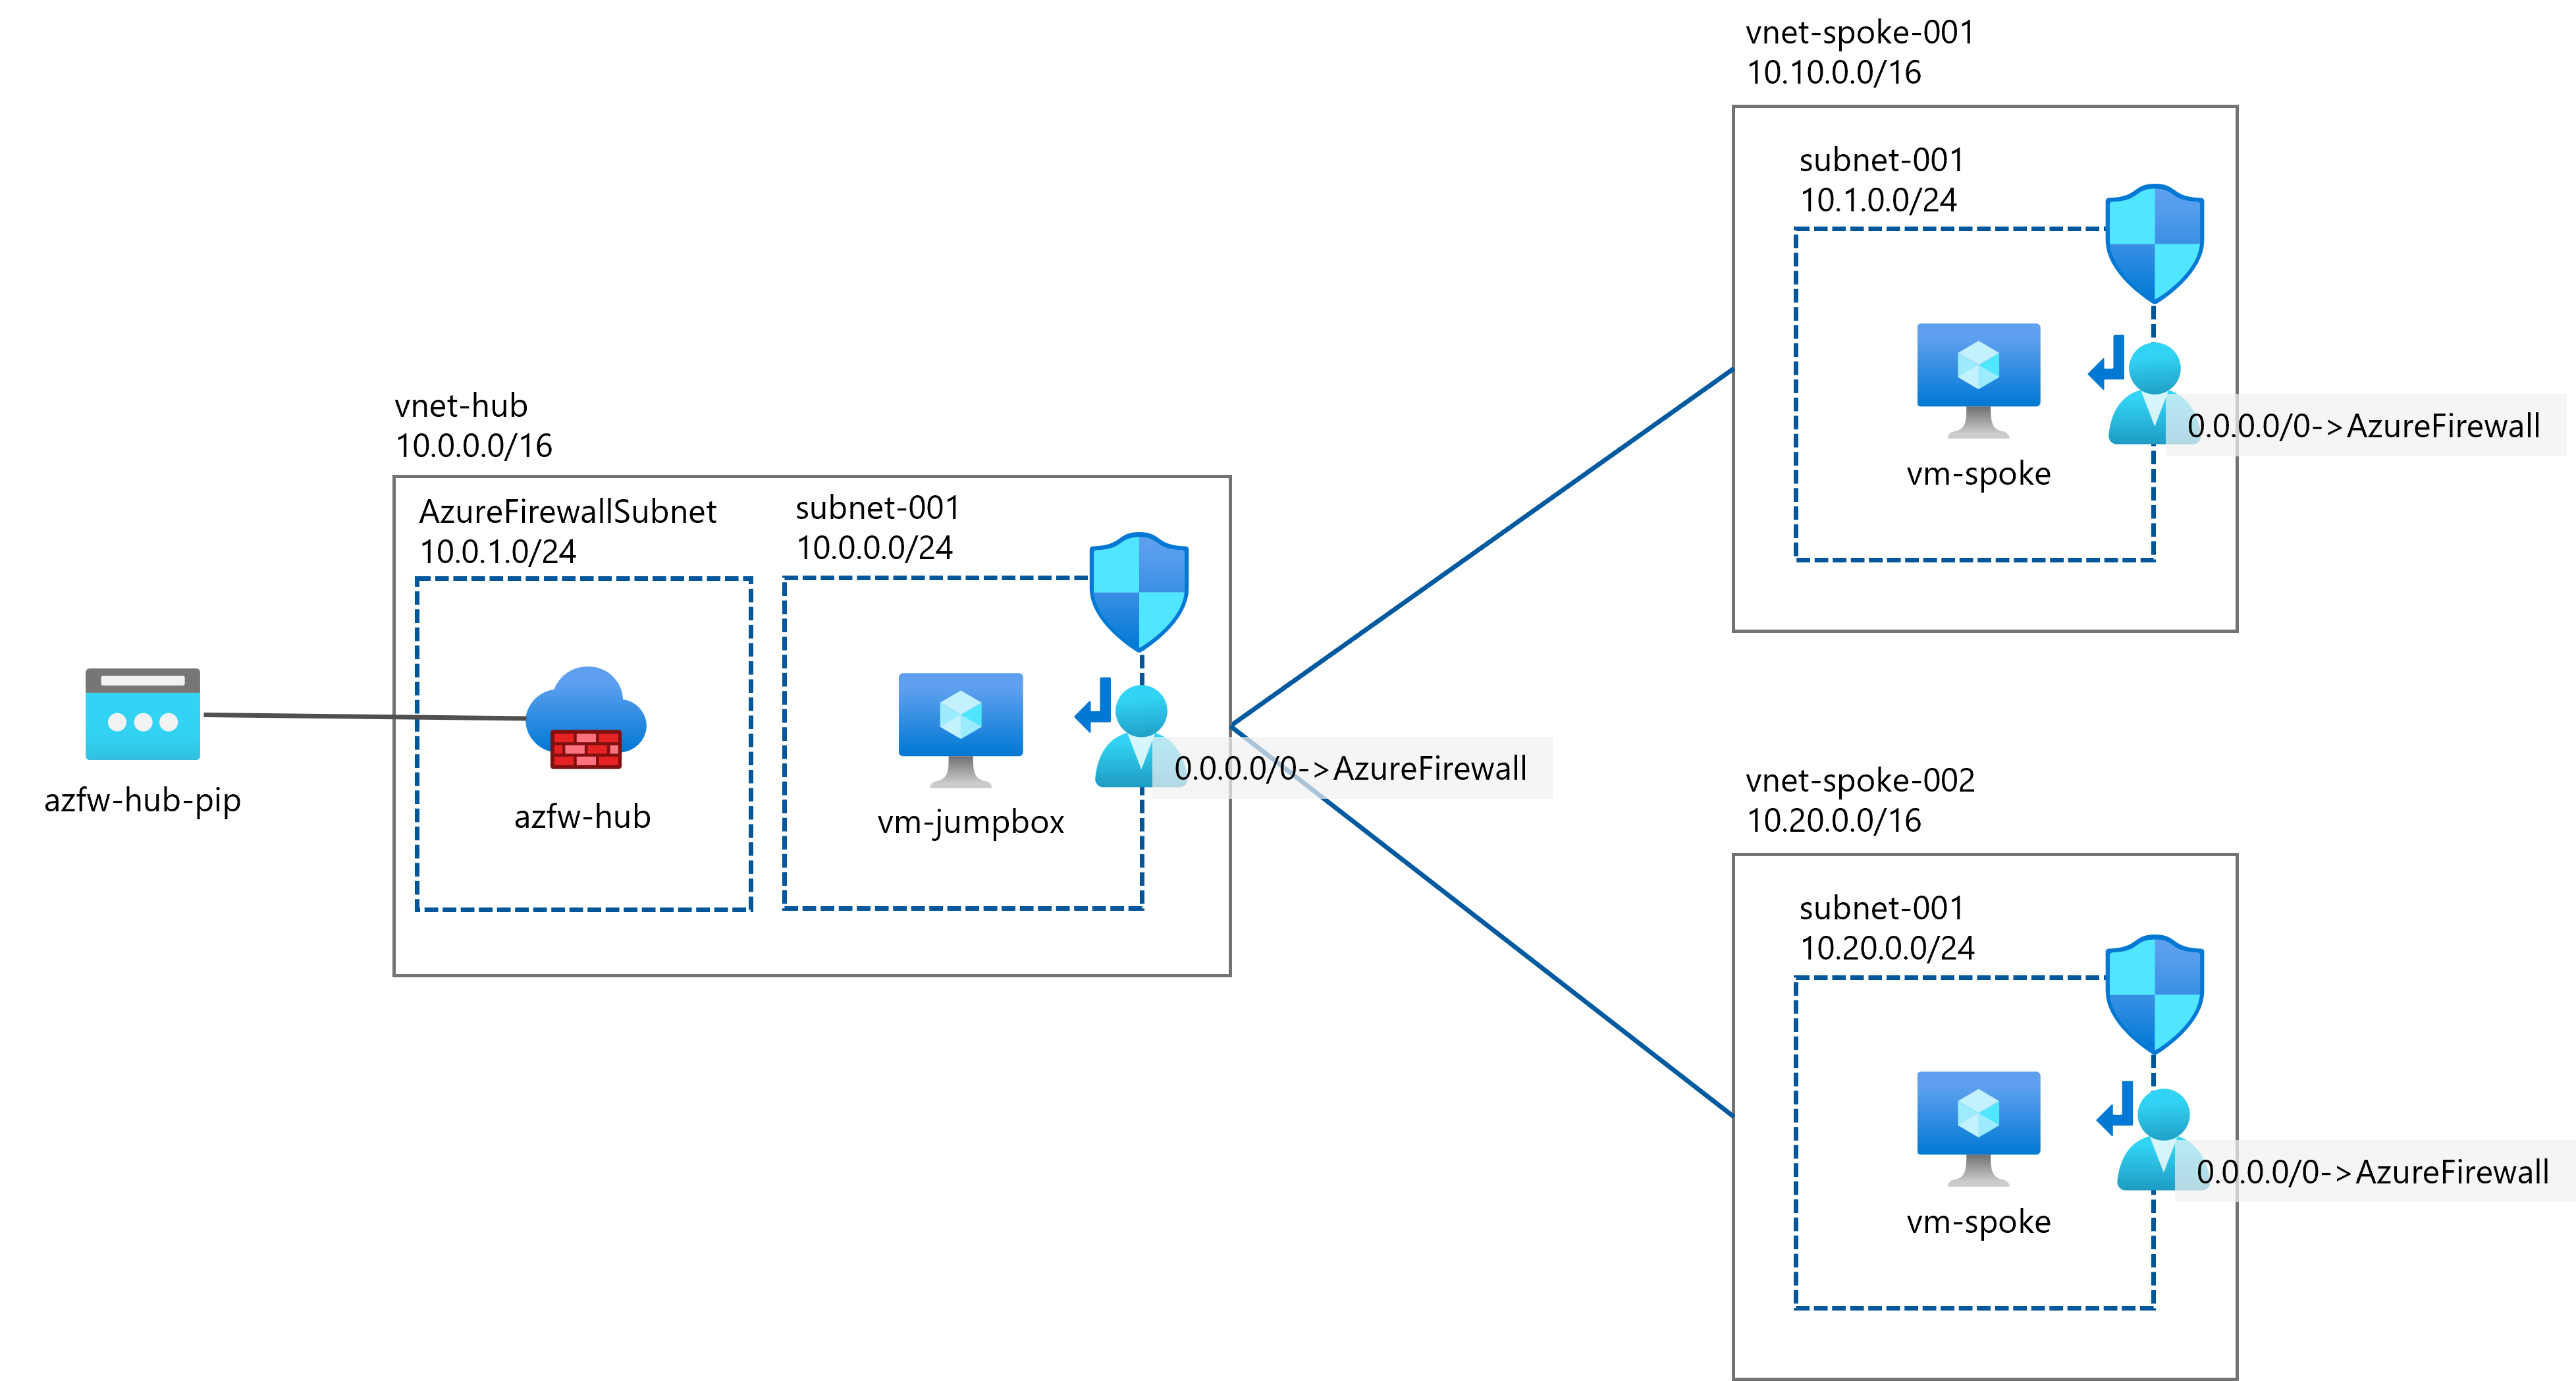 vnet-spoke-001
10.10.0.0/16
subnet-001
10.1.0.0/24
vm-spoke
0.0.0.0/0->AzureFirewall
vnet-hub
10.0.0.0/16
AzureFirewallSubnet
10.0.1.0/24
subnet-001
10.0.0.0/24
azfw-hub-pip
azfw-hub
vm-jumpbox
0.0.0.0/0->AzureFirewall
vnet-spoke-002
10.20.0.0/16
subnet-001
10.20.0.0/24
vm-spoke
0.0.0.0/0->AzureFirewall